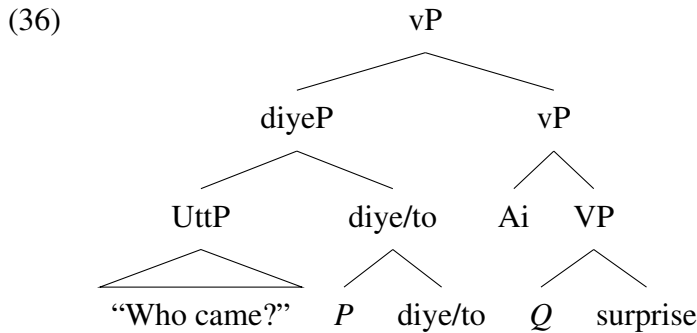 (36) vP
diyeP vP
UttP diye/to Ai VP
“Who came?” P diye/to Q surprise